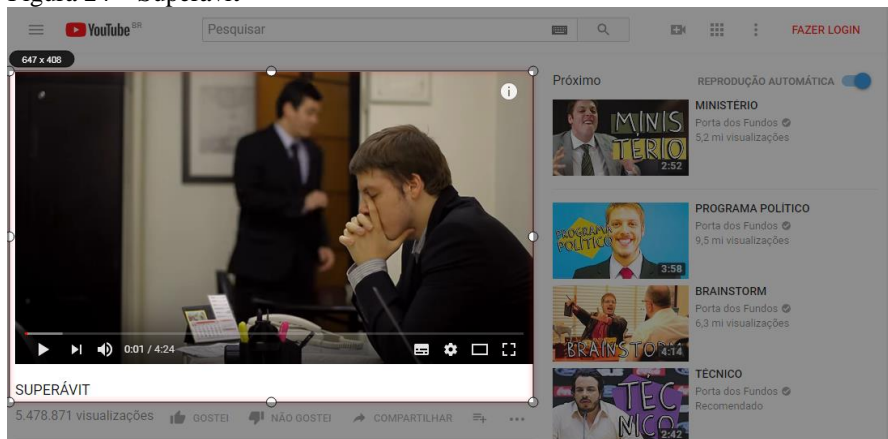 Figura 24 – Superávit
YouTube BR
Pesquisar
FAZER LOGIN
647 x 408
0:01 / 4:24
SUPERÁVIT
5.478.871 visualizações
GOSTEI
NÃO GOSTEI
COMPARTILHAR
Próximo
REPRODUÇÃO AUTOMÁTICA
MINIS
TÉRIO
2:52
MINISTÉRIO
Porta dos Fundos
5,2 mi visualizações
PROGRAMA
POLÍTICO
3:58
PROGRAMA POLÍTICO
Porta dos Fundos
9,5 mi visualizações
BRAINSTORM
4:14
BRAINSTORM
Porta dos Fundos
6,3 mi visualizações
TÉC
NICO
2:42
TÉCNICO
Porta dos Fundos
Recomendado